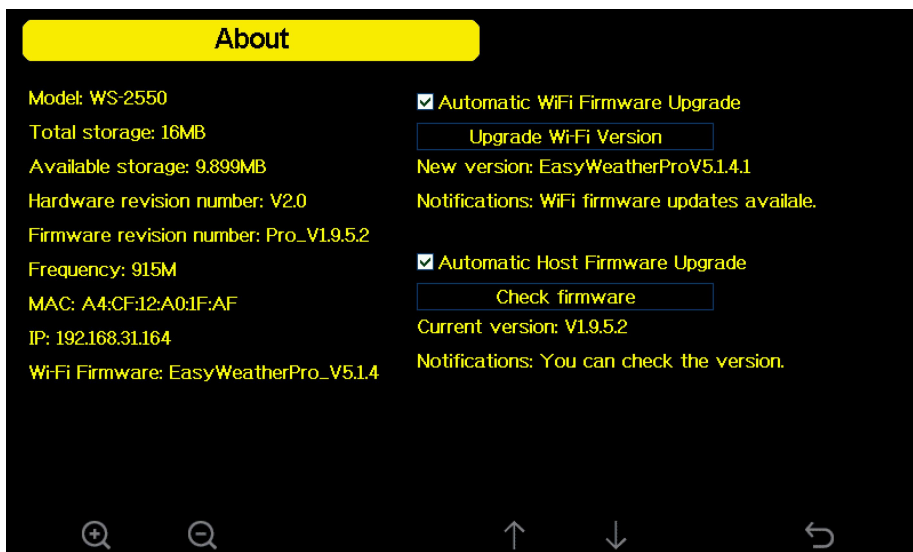 About
Model: WS-2550
Total storage: 16MB
Available storage: 9.899MB
Hardware revision number: V2.0
Firmware revision number: Pro_V1.9.5.2
Frequency: 915M
MAC: A4:CF:12:A0:1F:AF
IP: 192.168.31.164
Wi-Fi Firmware: EasyWeatherPro_V5.1.4
Automatic WiFi Firmware Upgrade
Upgrade Wi-Fi Version
New version: EasyWeatherProV5.1.4.1
Notifications: WiFi firmware updates availale.
Automatic Host Firmware Upgrade
Check firmware
Current version: V1.9.5.2
Notifications: You can check the version.